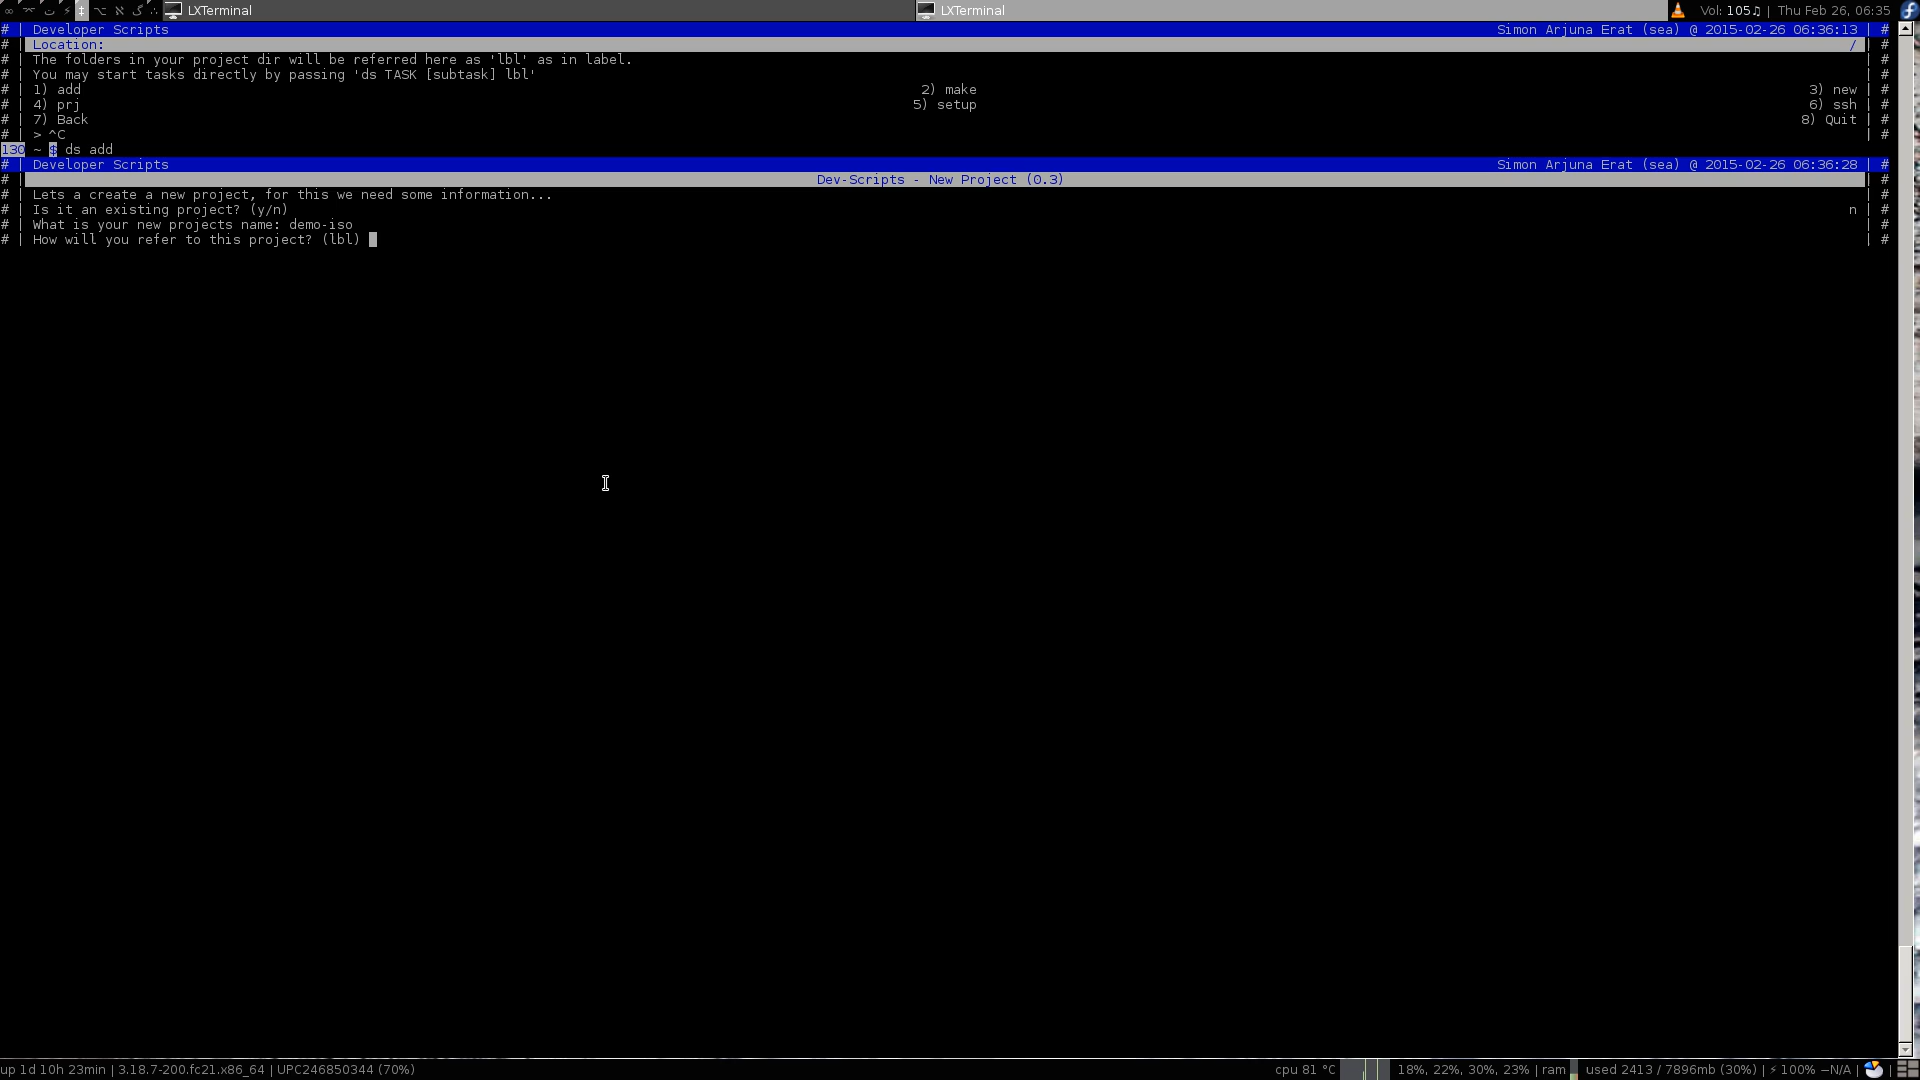 LXTerminal LXTerminal Vol: 105♫ | Thu Feb 26, 06:35
# | Developer Scripts Simon Arjuna Erat (sea) @ 2015-02-26 06:36:13 | #
# | Location: / | #
# | The folders in your project dir will be referred here as 'lbl' as in label. | #
# | You may start tasks directly by passing 'ds TASK [subtask] lbl' | #
# | 1) add 2) make 3) new | #
# | 4) prj 5) setup 6) ssh | #
# | 7) Back 8) Quit | #
# | > ^C | #
130 ~ $ ds add
# | Developer Scripts Simon Arjuna Erat (sea) @ 2015-02-26 06:36:28 | #
# | Dev-Scripts - New Project (0.3) | #
# | Lets a create a new project, for this we need some information... | #
# | Is it an existing project? (y/n) n | #
# | What is your new projects name: demo-iso | #
# | How will you refer to this project? (lbl) | #
up 1d 10h 23min | 3.18.7-200.fc21.x86_64 | UPC246850344 (70%) cpu 81 °C 18%, 22%, 30%, 23% | ram used 2413 / 7896mb (30%) | ⚡100% −N/A |